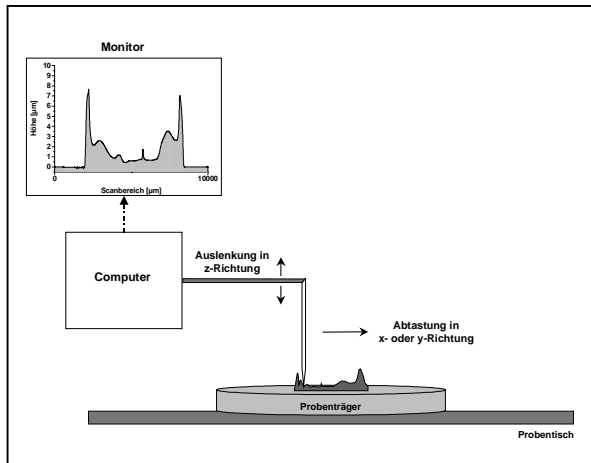 Monitor
10
9
8
7
6
5
4
3
2
1
0
Höhe [µm]
0
10000
Scanbereich [µm]
Computer
Auslenkung in
z-Richtung
Abtastung in
x- oder y-Richtung
Probenträger
Probentisch